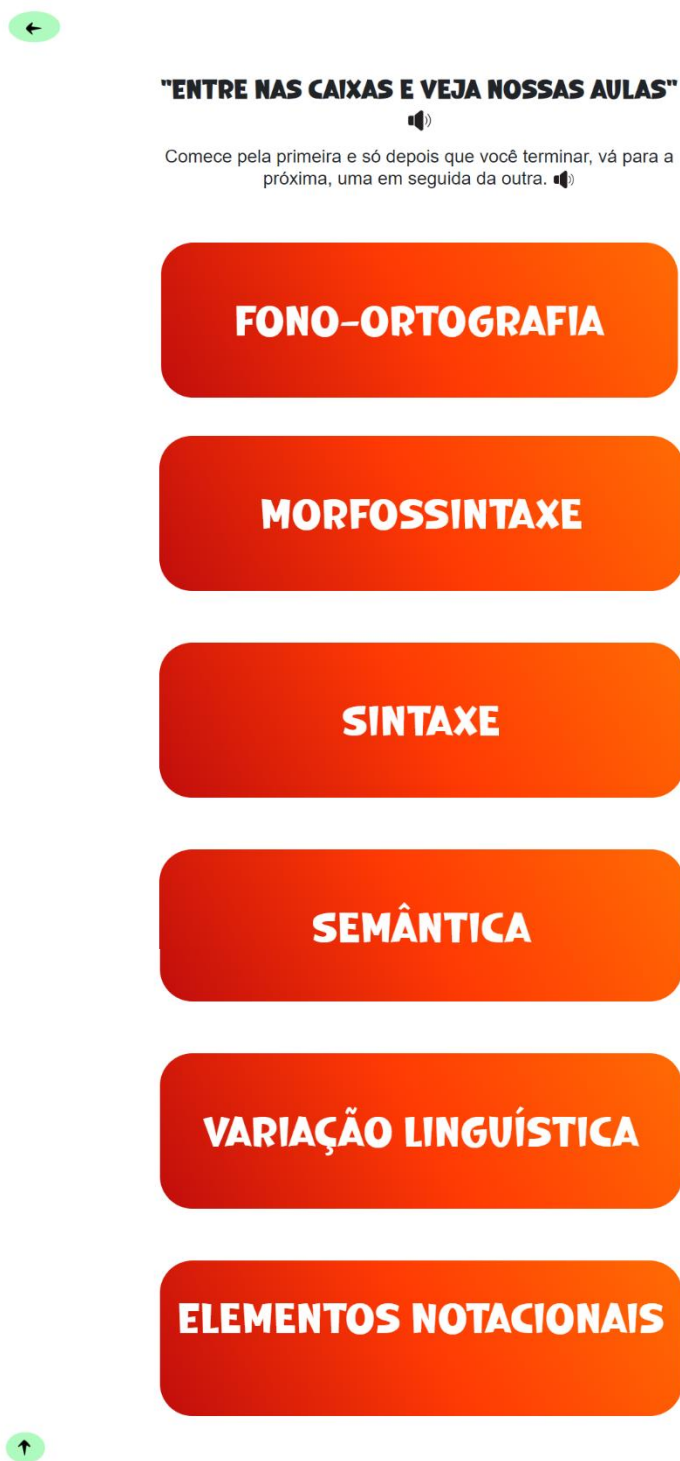 "ENTRE NAS CAIXAS E VEJA NOSSAS AULAS"
Comece pela primeira e só depois que você terminar, vá para a
próxima, uma em seguida da outra.
FONO-ORTOGRAFIA
MORFOSSINTAXE
SINTAXE
SEMÂNTICA
VARIAÇÃO LINGUÍSTICA
ELEMENTOS NOTACIONAIS